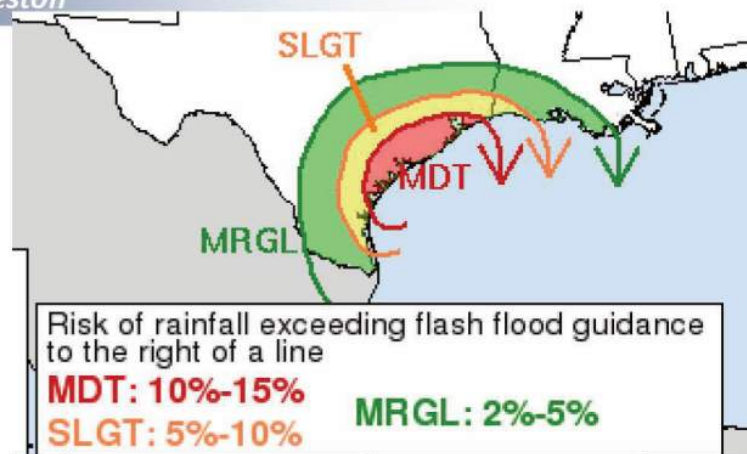 SLGT
MDT
MRGL
Risk of rainfall exceeding flash flood guidance
to the right of a line
MDT: 10%-15%
SLGT: 5%-10%
MRGL: 2%-5%